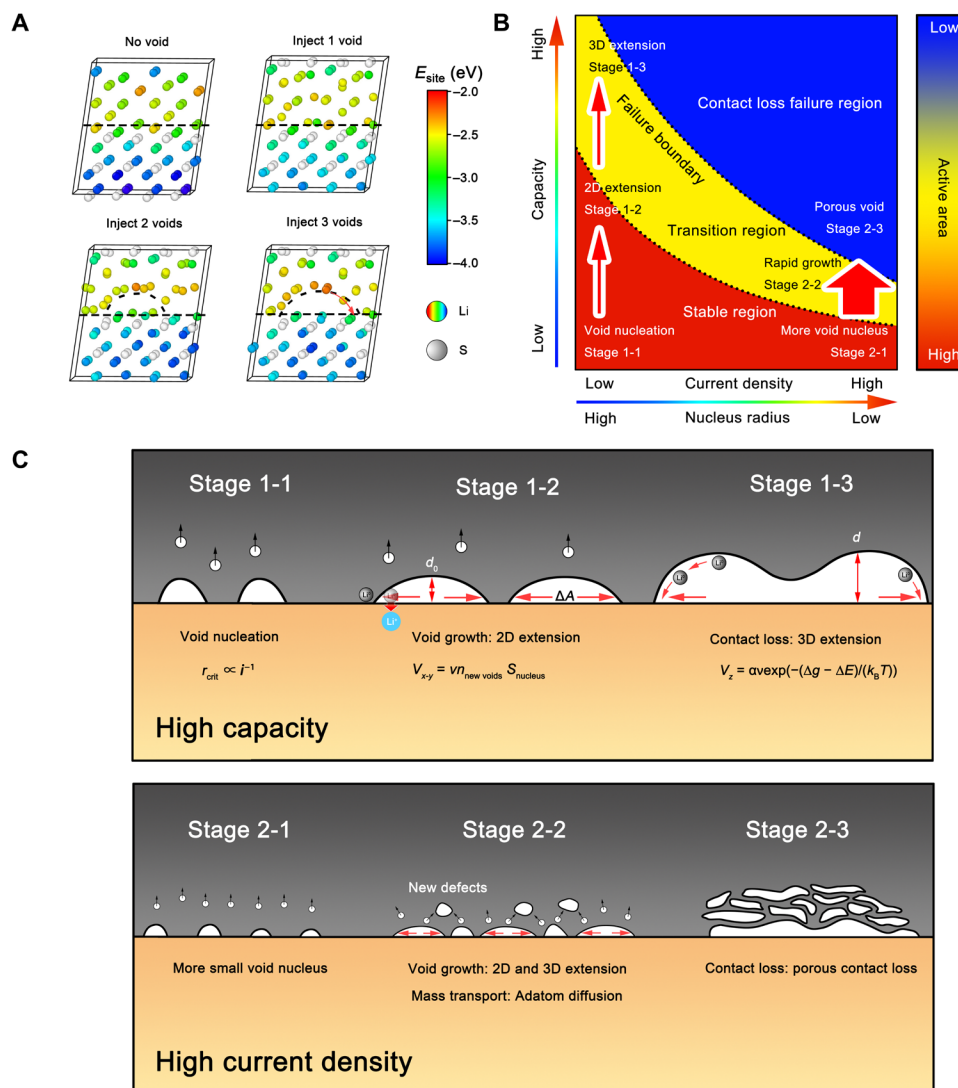 A
No void
Inject 1 void
Inject 2 voids
Inject 3 voids
E_site (eV)
−2.0
−2.5
−3.0
−3.5
−4.0
Li
S
B
High
Capacity
Low
3D extension
Stage 1-3
Failure boundary
Contact loss failure region
2D extension
Stage 1-2
Transition region
Porous void
Stage 2-3
Rapid growth
Stage 2-2
Stable region
Void nucleation
Stage 1-1
More void nucleus
Stage 2-1
Low
Active area
High
Low Current density High
High Nucleus radius Low
C
Stage 1-1
Stage 1-2
Stage 1-3
d₀
ΔA
Li⁺
d
Void nucleation
r_crit ∝ i⁻¹
Void growth: 2D extension
V_x-y = vn_new voids S_nucleus
Contact loss: 3D extension
V_z = αvexp(−(Δg − ΔE)/(k_BT))
High capacity
Stage 2-1
Stage 2-2
Stage 2-3
New defects
More small void nucleus
Void growth: 2D and 3D extension
Mass transport: Adatom diffusion
Contact loss: porous contact loss
High current density